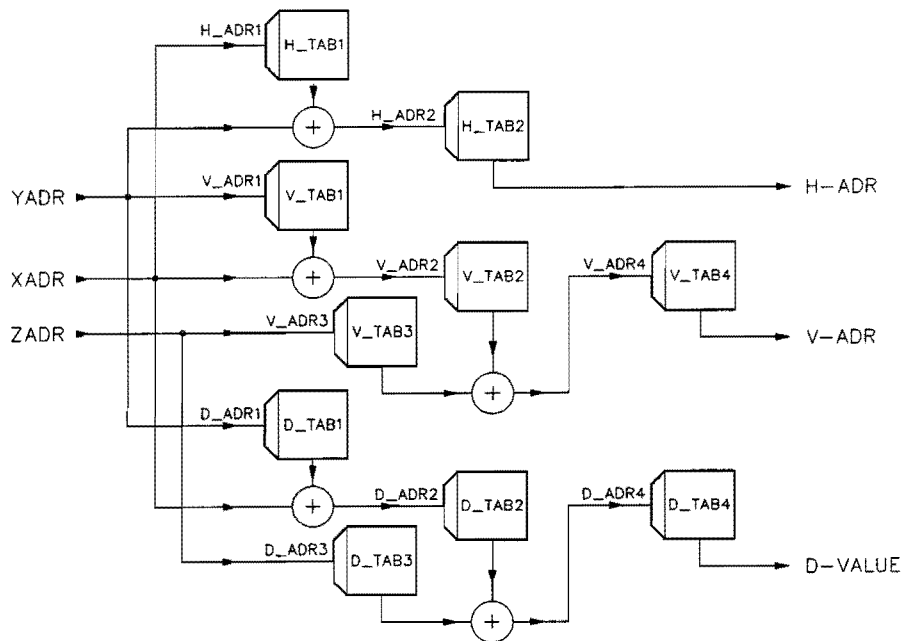 H_ADR1
H_TAB1
+
H_ADR2
H_TAB2
YADR
V_ADR1
V_TAB1
H-ADR
XADR
+
V_ADR2
V_TAB2
V_ADR4
V_TAB4
ZADR
V_ADR3
V_TAB3
V-ADR
+
D_ADR1
D_TAB1
+
D_ADR2
D_TAB2
D_ADR4
D_TAB4
D_ADR3
D_TAB3
D-VALUE
+